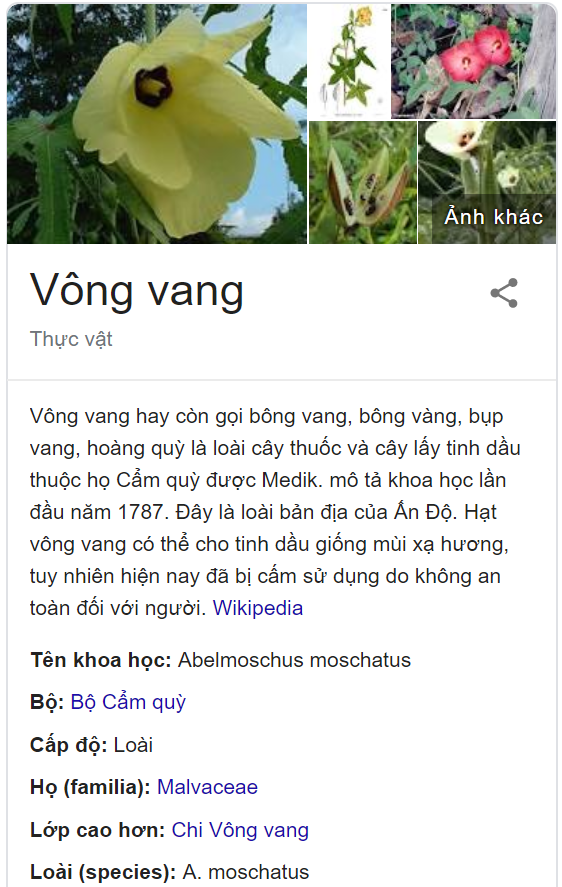 Ảnh khác
Vông vang
Thực vật
Vông vang hay còn gọi bông vang, bông vàng, bụp
vang, hoàng quỳ là loài cây thuốc và cây lấy tinh dầu
thuộc họ Cẩm quỳ được Medik. mô tả khoa học lần
đầu năm 1787. Đây là loài bản địa của Ấn Độ. Hạt
vông vang có thể cho tinh dầu giống mùi xạ hương,
tuy nhiên hiện nay đã bị cấm sử dụng do không an
toàn đối với người. Wikipedia
Tên khoa học: Abelmoschus moschatus
Bộ: Bộ Cẩm quỳ
Cấp độ: Loài
Họ (familia): Malvaceae
Lớp cao hơn: Chi Vông vang
Loài (species): A. moschatus